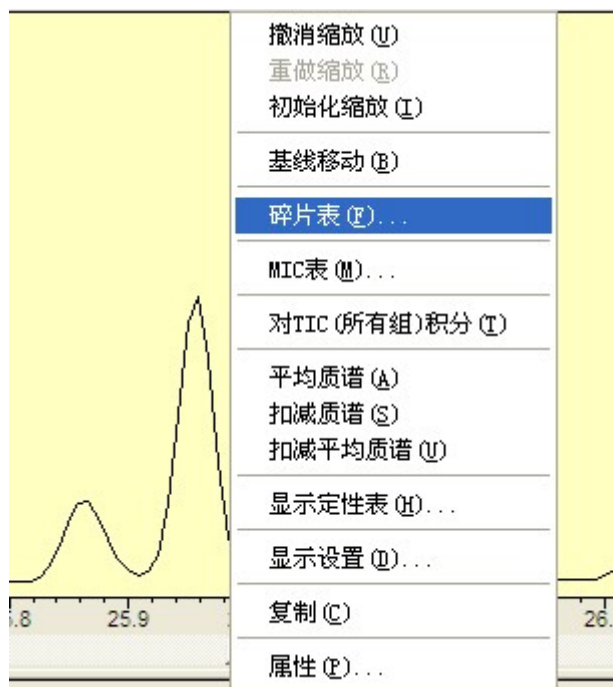 撤消缩放(U)
重做缩放(R)
初始化缩放(I)
基线移动(B)
碎片表(F)...
MIC表(M)...
对TIC(所有组)积分(T)
平均质谱(A)
扣减质谱(S)
扣减平均质谱(U)
显示定性表(H)...
显示设置(D)...
复制(C)
.8 25.9 26.
属性(P)...